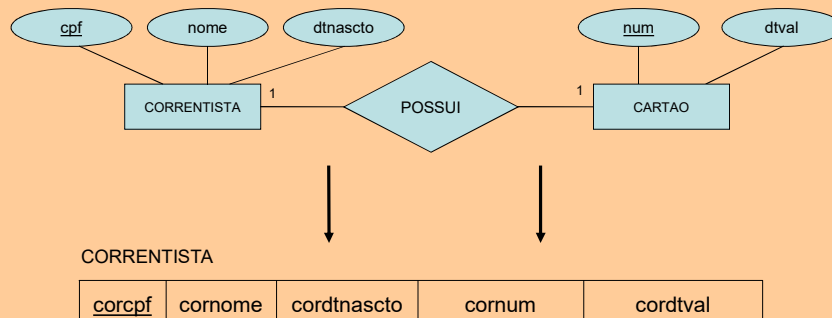 cpf nome dtnascto num dtval
1 1
CORRENTISTA POSSUI CARTAO
CORRENTISTA
corcpf cornome cordtnascto cornum cordtval